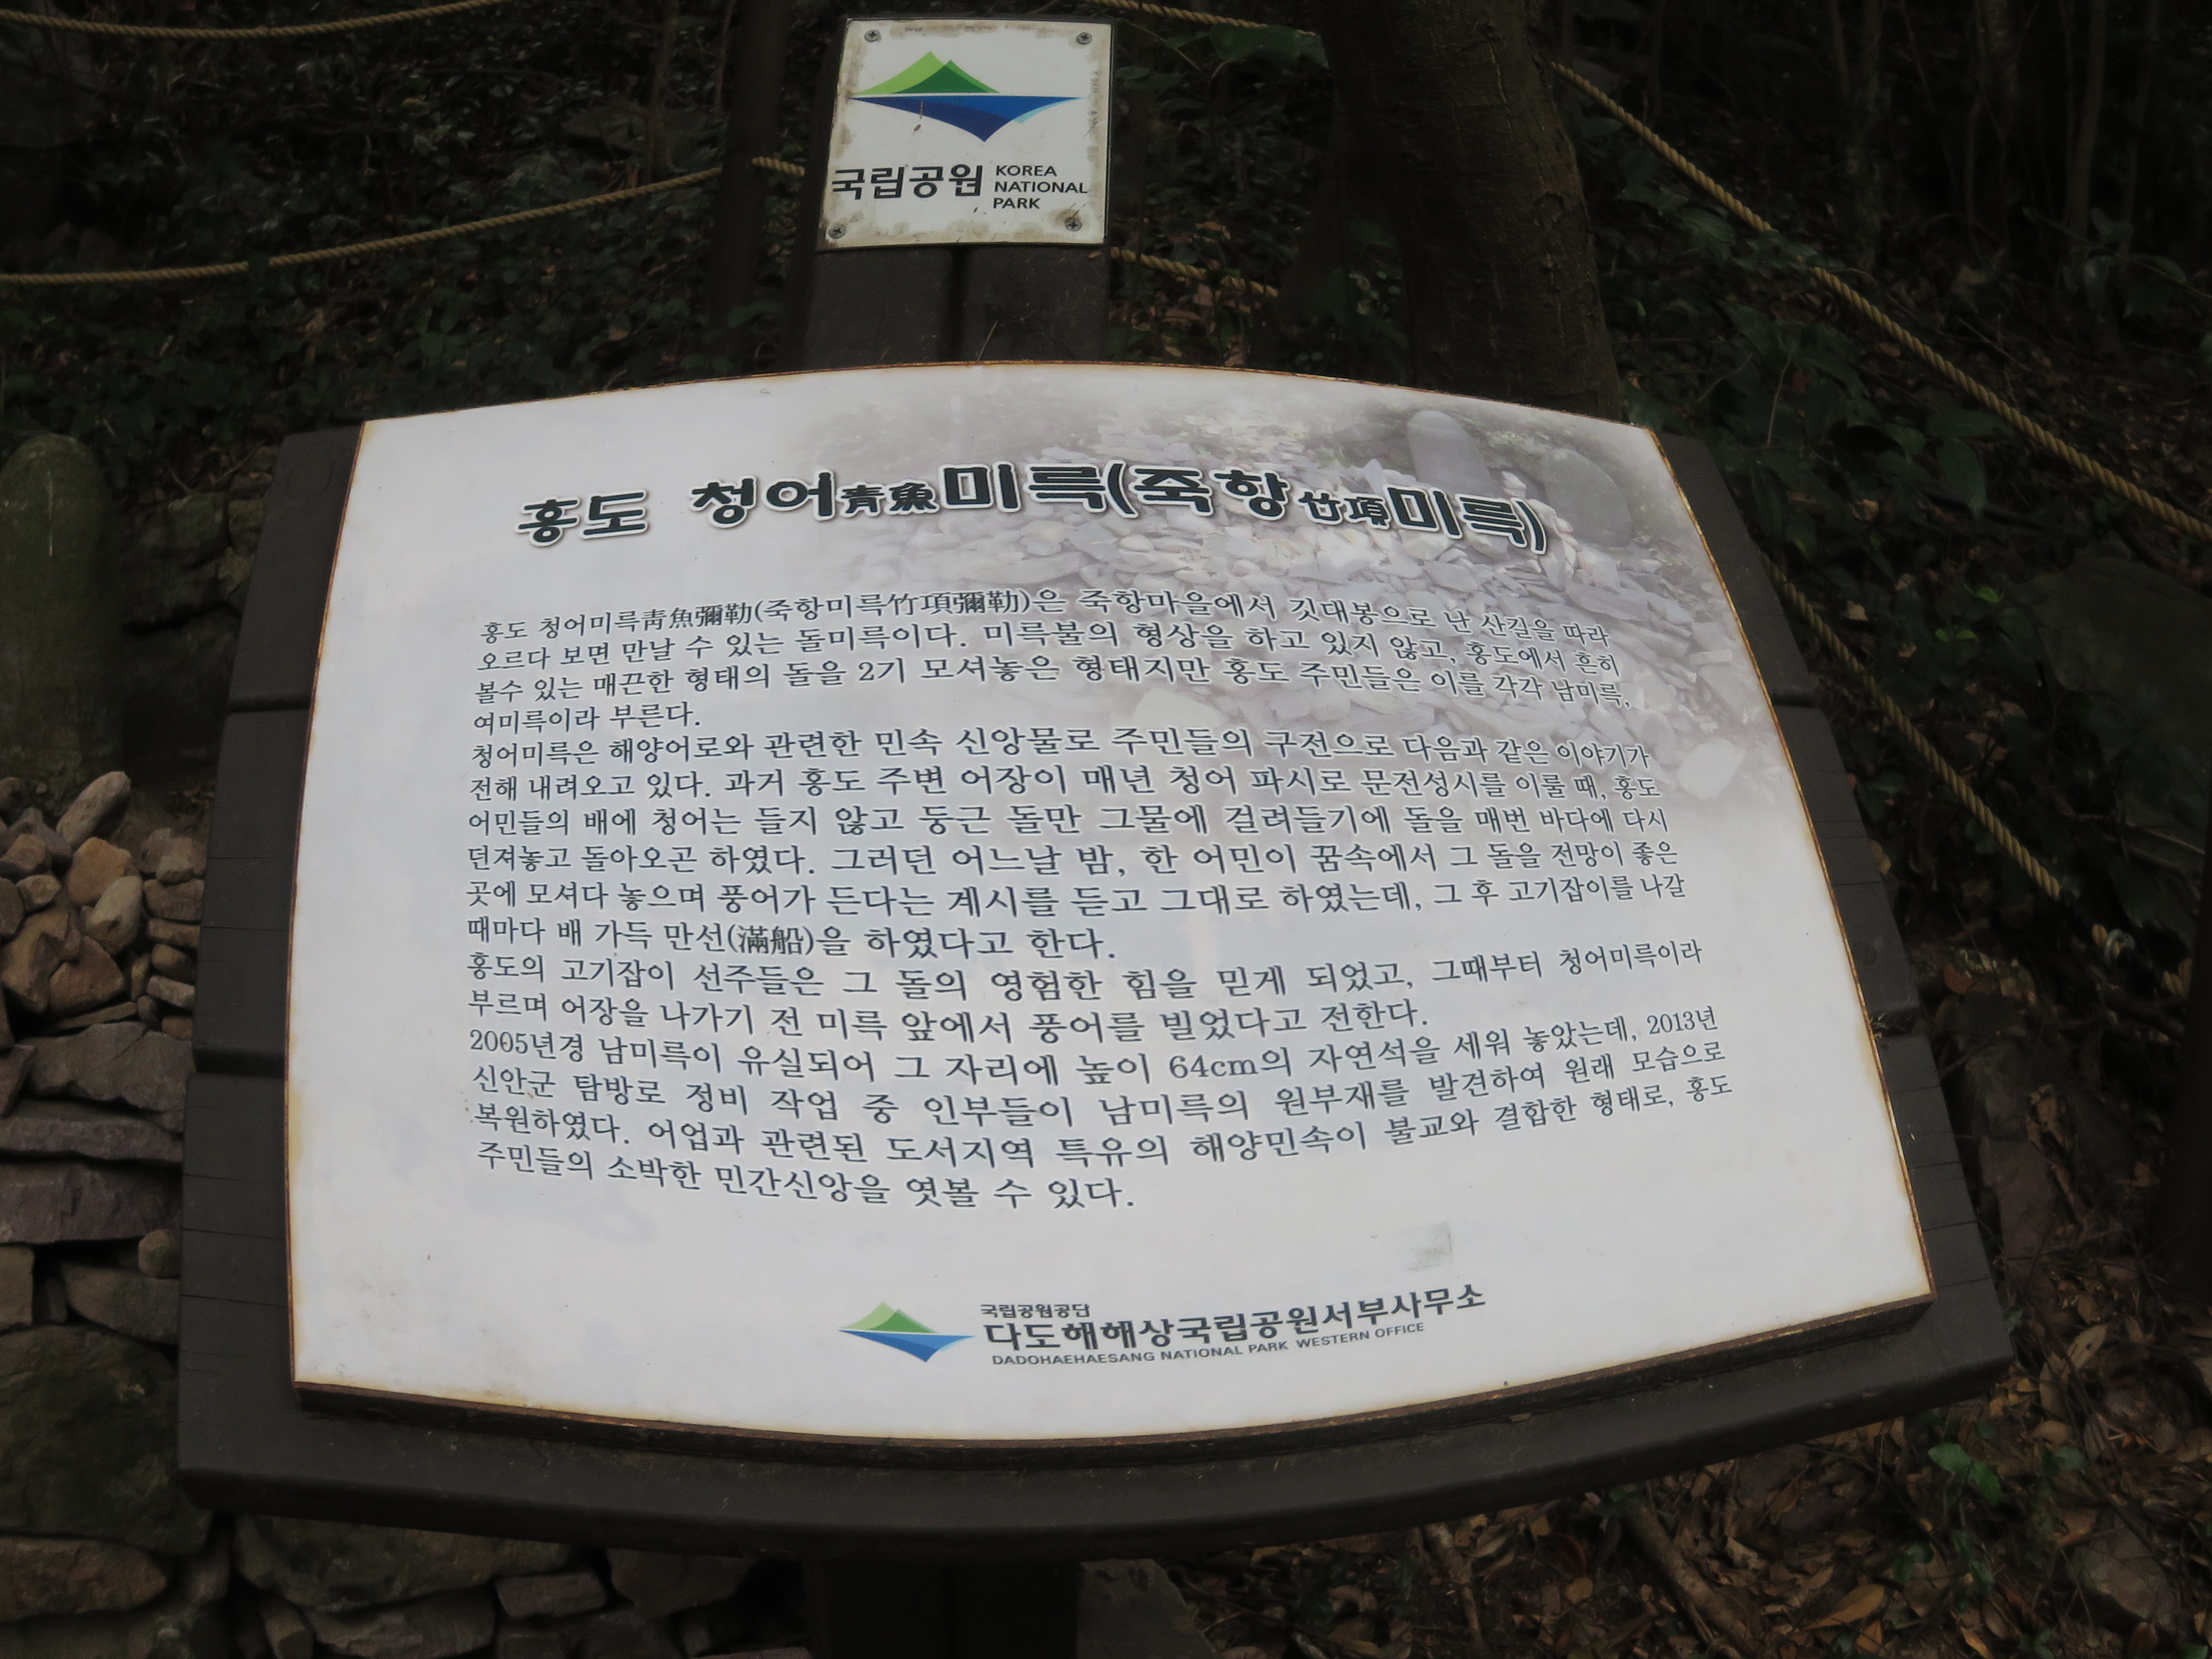 국립공원 KOREA
NATIONAL
PARK
홍도 청어靑魚미륵(죽항竹項미륵)
홍도 청어미륵靑魚彌勒(죽항미륵竹項彌勒)은 죽항마을에서 깃대봉으로 난 산길을 따라
오르다 보면 만날 수 있는 돌미륵이다. 미륵불의 형상을 하고 있지 않고, 홍도에서 흔히
볼수 있는 매끈한 형태의 돌을 2기 모셔놓은 형태지만 홍도 주민들은 이를 각각 남미륵,
여미륵이라 부른다.
청어미륵은 해양어로와 관련한 민속 신앙물로 주민들의 구전으로 다음과 같은 이야기가
전해 내려오고 있다. 과거 홍도 주변 어장이 매년 청어 파시로 문전성시를 이룰 때, 홍도
어민들의 배에 청어는 들지 않고 둥근 돌만 그물에 걸려들기에 돌을 매번 바다에 다시
던져놓고 돌아오곤 하였다. 그러던 어느날 밤, 한 어민이 꿈속에서 그 돌을 전망이 좋은
곳에 모셔다 놓으며 풍어가 든다는 계시를 듣고 그대로 하였는데, 그 후 고기잡이를 나갈
때마다 배 가득 만선(滿船)을 하였다고 한다.
홍도의 고기잡이 선주들은 그 돌의 영험한 힘을 믿게 되었고, 그때부터 청어미륵이라
부르며 어장을 나가기 전 미륵 앞에서 풍어를 빌었다고 전한다.
2005년경 남미륵이 유실되어 그 자리에 높이 64cm의 자연석을 세워 놓았는데, 2013년
신안군 탐방로 정비 작업 중 인부들이 남미륵의 원부재를 발견하여 원래 모습으로
복원하였다. 어업과 관련된 도서지역 특유의 해양민속이 불교와 결합한 형태로, 홍도
주민들의 소박한 민간신앙을 엿볼 수 있다.
국립공원공단
다도해해상국립공원서부사무소
DADOHAEHAESANG NATIONAL PARK WESTERN OFFICE